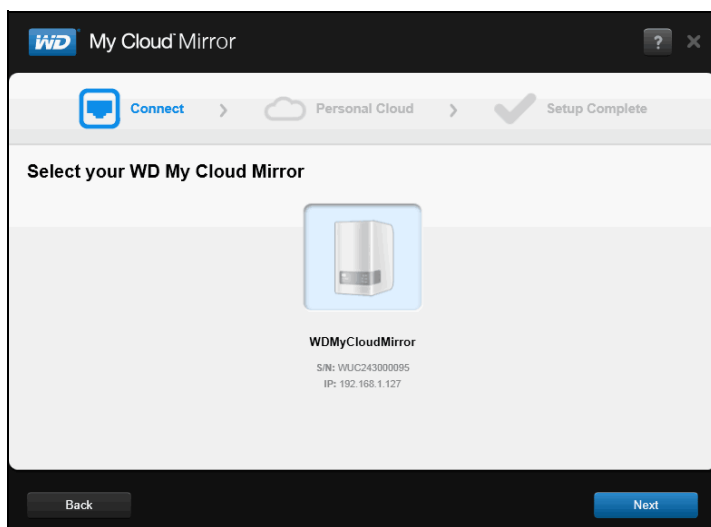 WD My Cloud Mirror
?
Connect > Personal Cloud > Setup Complete
Select your WD My Cloud Mirror
WDMyCloudMirror
S/N: WUC243000095
IP: 192.168.1.127
Back Next